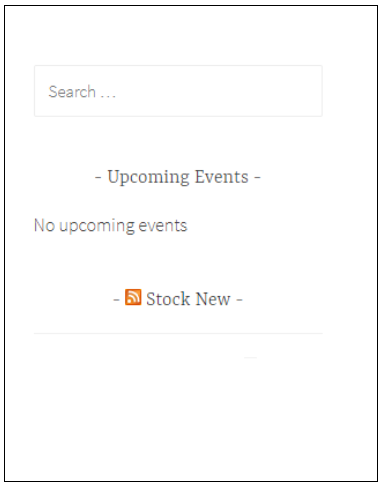 Search ...
- Upcoming Events -
No upcoming events
- Stock New -